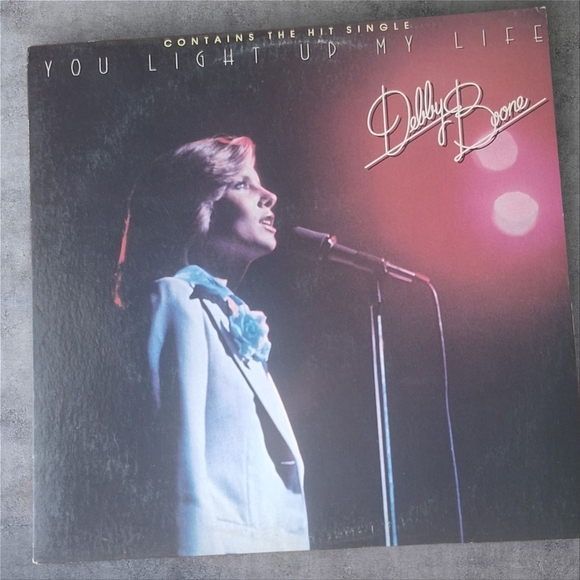 CONTAINS THE HIT SINGLE
YOU LIGHT UP MY LIFE
Debby Boone